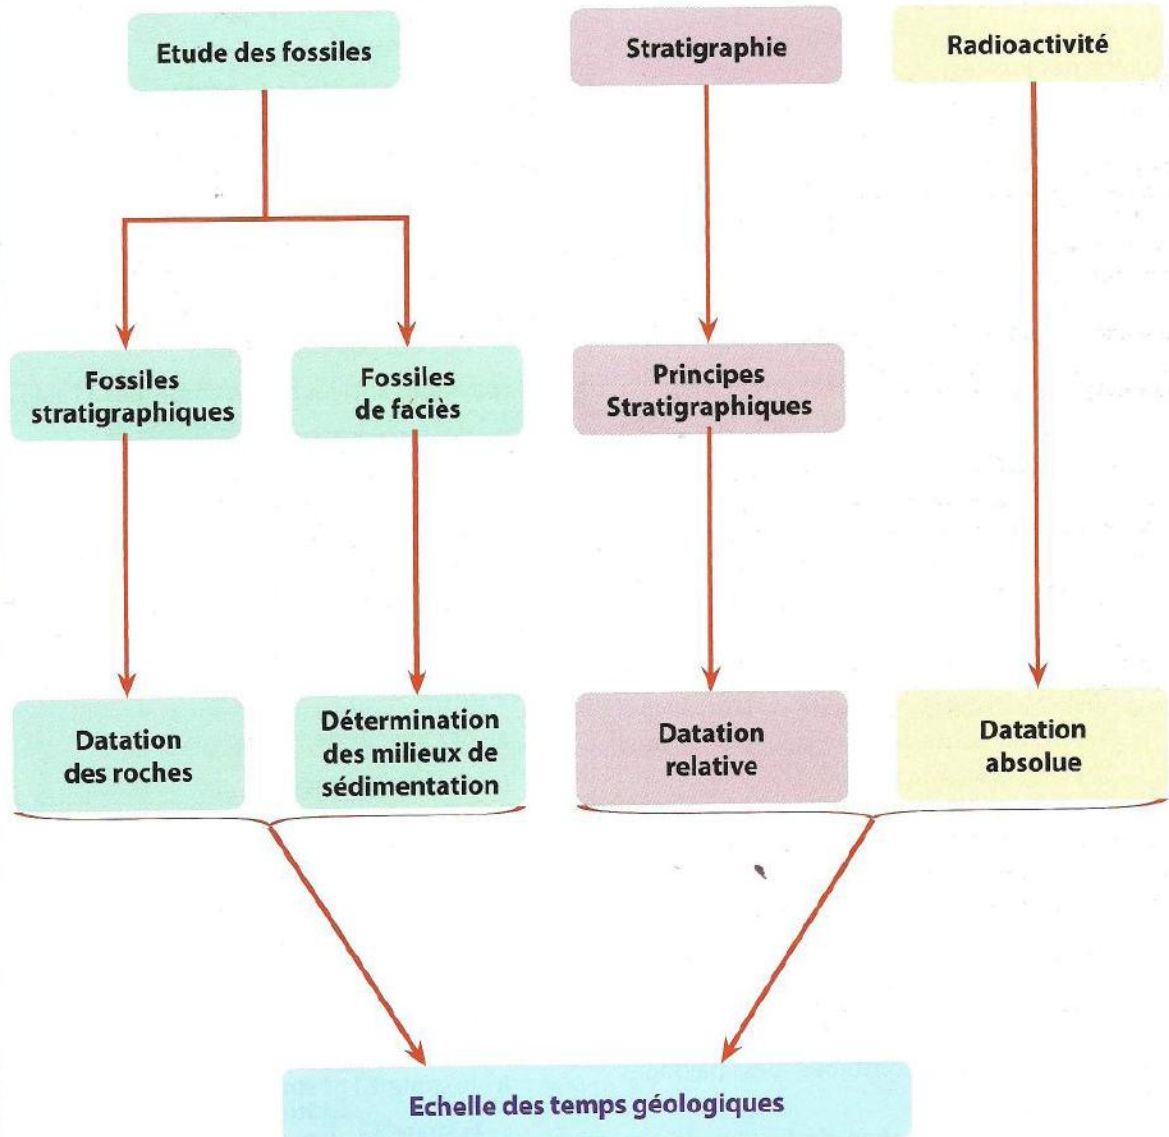 Etude des fossiles
Stratigraphie
Radioactivité
Fossiles
stratigraphiques
Fossiles
de faciès
Principes
Stratigraphiques
Datation
des roches
Détermination
des milieux de
sédimentation
Datation
relative
Datation
absolue
Echelle des temps géologiques